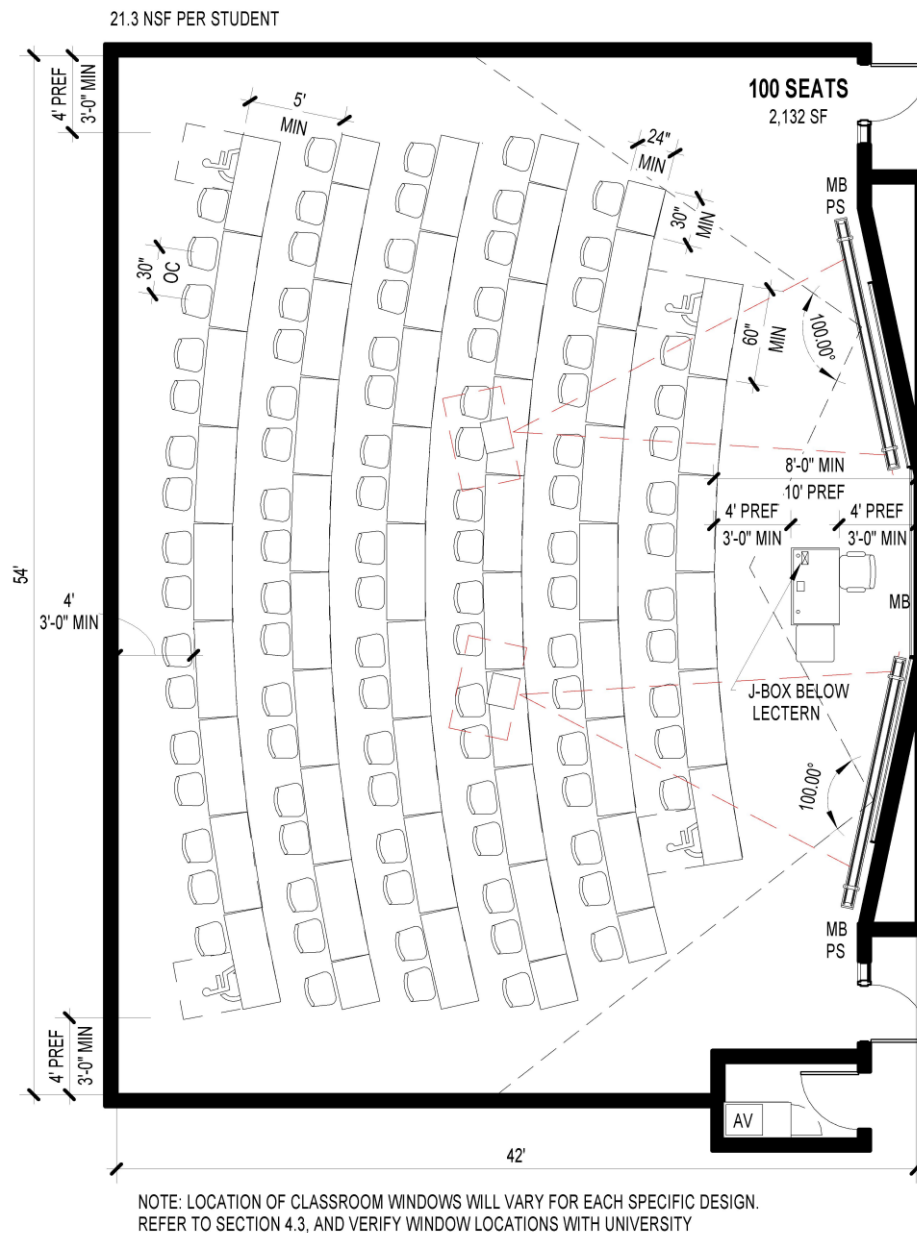 21.3 NSF PER STUDENT
4' PREF
3'-0" MIN
5'
MIN
100 SEATS
2,132 SF
24"
MIN
30"
MIN
MB
PS
30"
OC
60"
MIN
100.00°
8'-0" MIN
10' PREF
4' PREF
3'-0" MIN
4' PREF
3'-0" MIN
54'
4'
3'-0" MIN
MB
J-BOX BELOW
LECTERN
100.00°
MB
PS
4' PREF
3'-0" MIN
AV
42'
NOTE: LOCATION OF CLASSROOM WINDOWS WILL VARY FOR EACH SPECIFIC DESIGN.
REFER TO SECTION 4.3, AND VERIFY WINDOW LOCATIONS WITH UNIVERSITY